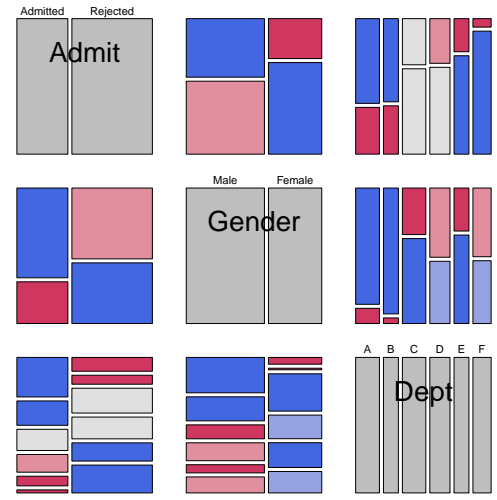 Admitted Rejected
Admit
Male Female
Gender
A B C D E F
Dept